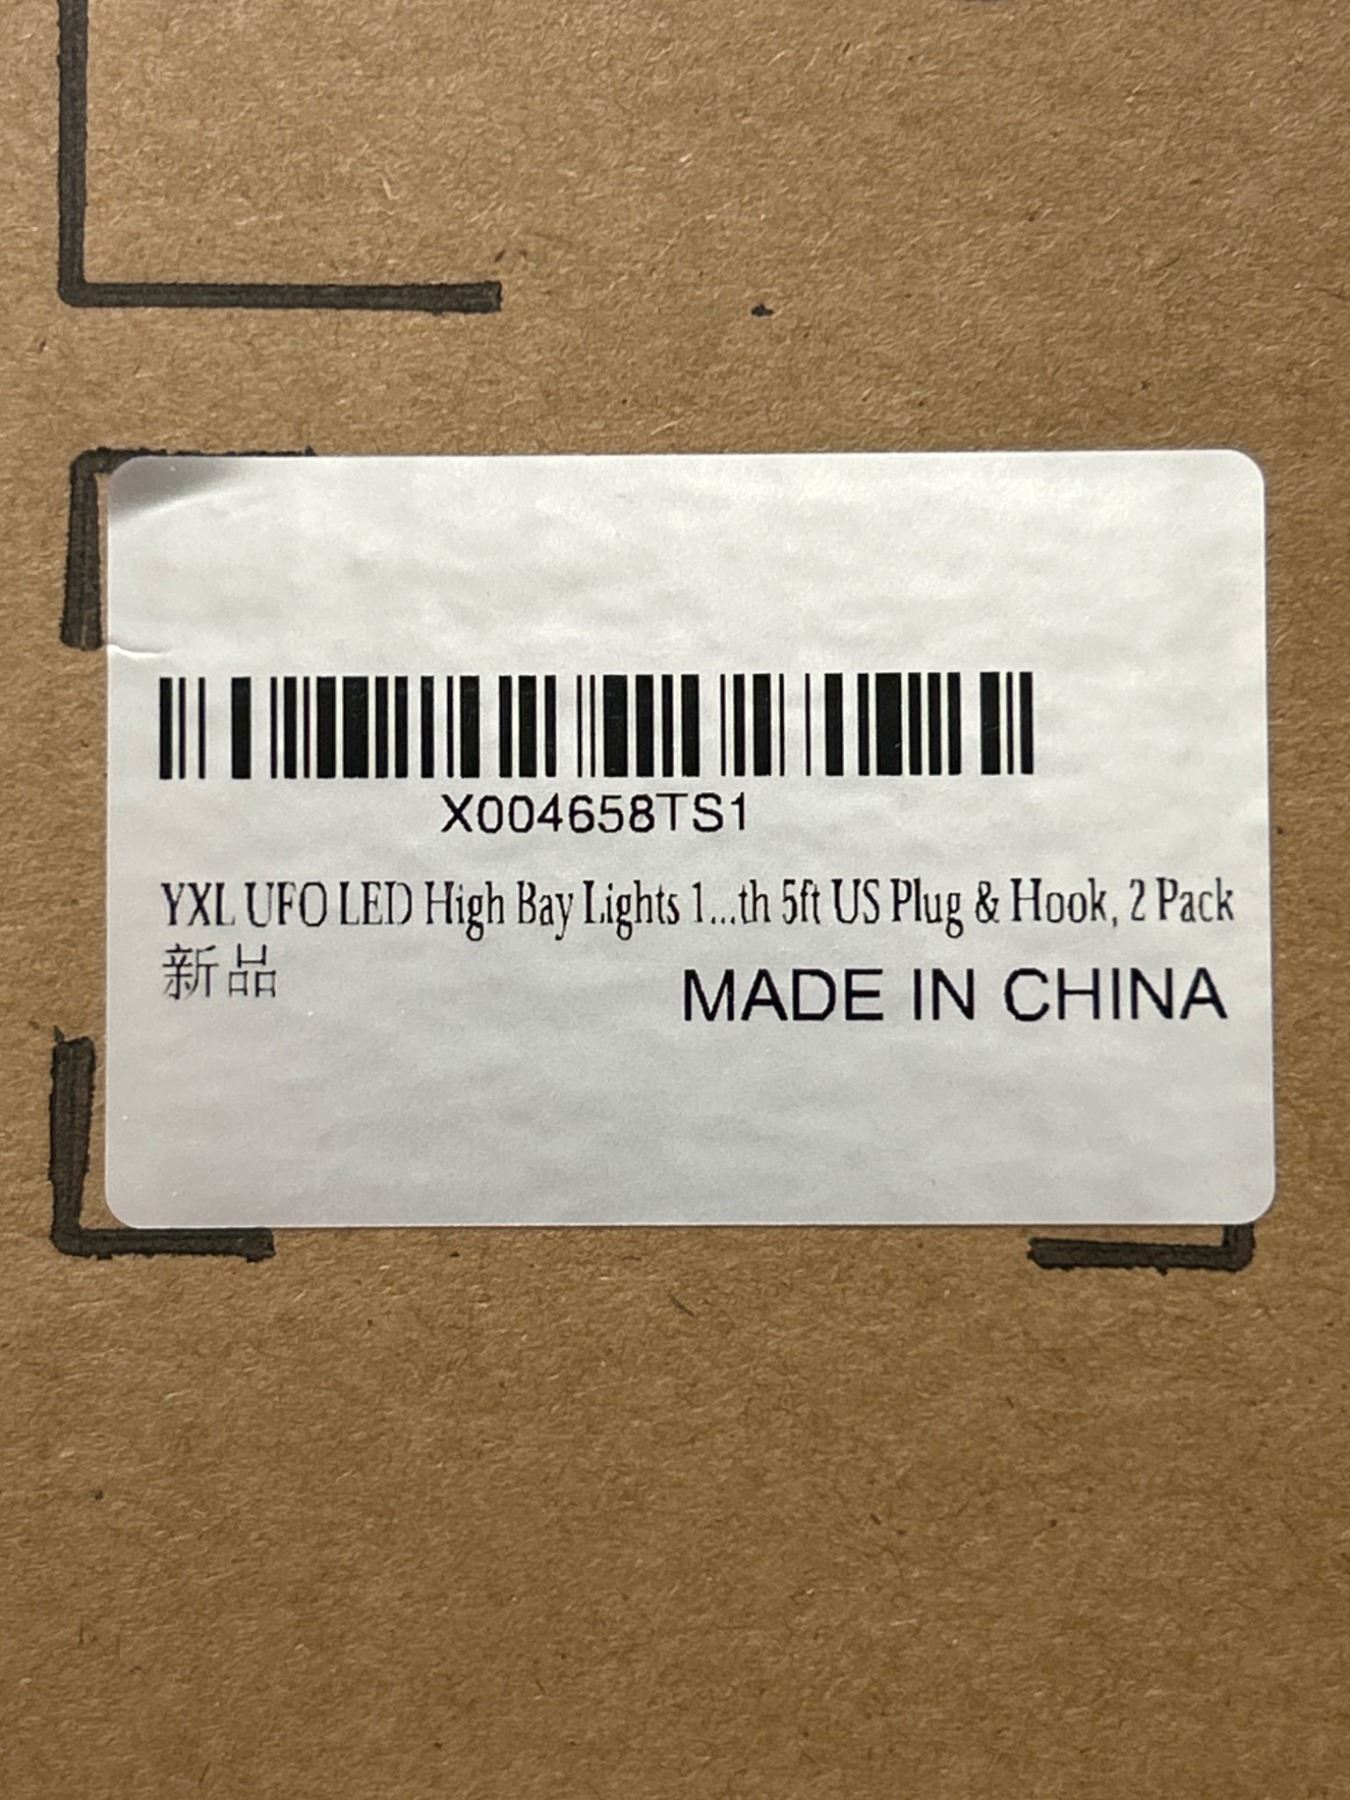 X004658TS1
YXL UFO LED High Bay Lights 1...th 5ft US Plug & Hook, 2 Pack
新品
MADE IN CHINA